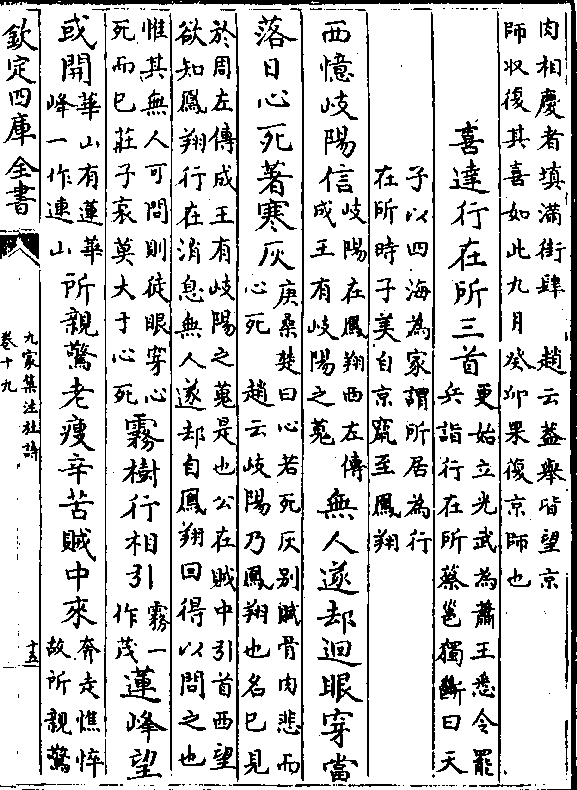 肉相慶者填滿街肆　趙云葢舉皆望京
師收復其喜如此九月癸卯果復京師也
喜達行在所三首
更始立光武為蕭王悉令罷
兵詣行在所蔡邕獨斷曰天
子以四海為家謂所居為行
在所時子美自京竄至鳳翔
西憶岐陽信
岐陽在鳳翔西左傳
成王有岐陽之蒐
無人遂却迴眼穿當
落日心死著寒灰
庚桑楚曰心若死灰别賦骨肉悲而
心死　趙云岐陽乃鳳翔也名已見
於周左傳成王有岐陽之蒐是也公在賊中引首西望
欲知鳳翔行在消息無人遂却自鳳翔回得以問之也
惟其無人可問則徒眼穿心
死而已莊子哀莫大于心死
霧樹行相引
霧一
作茂
蓮峰望
或開
華山有蓮華
峰一作連山
所親驚老瘦辛苦賊中來
奔走憔悴
故所親驚
欽定四庫全書
九家集注杜詩
卷十九
十五